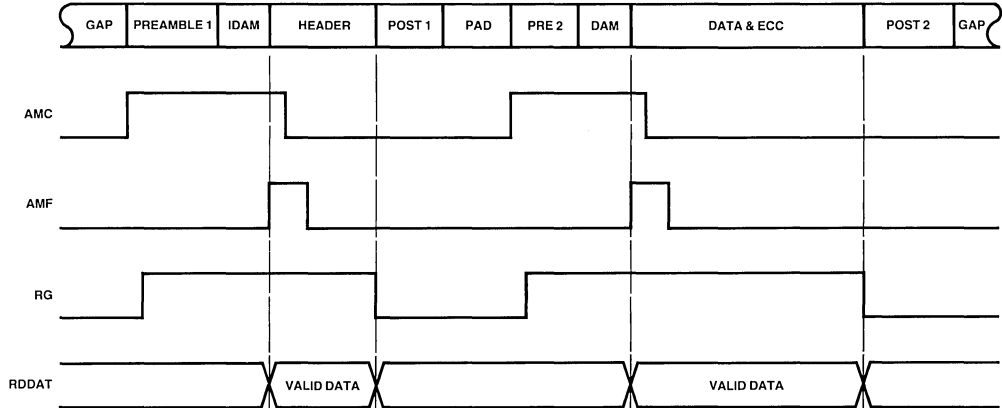 GAP PREAMBLE 1 IDAM HEADER POST 1 PAD PRE 2 DAM DATA & ECC POST 2 GAP
AMC
AMF
RG
RDDAT VALID DATA VALID DATA